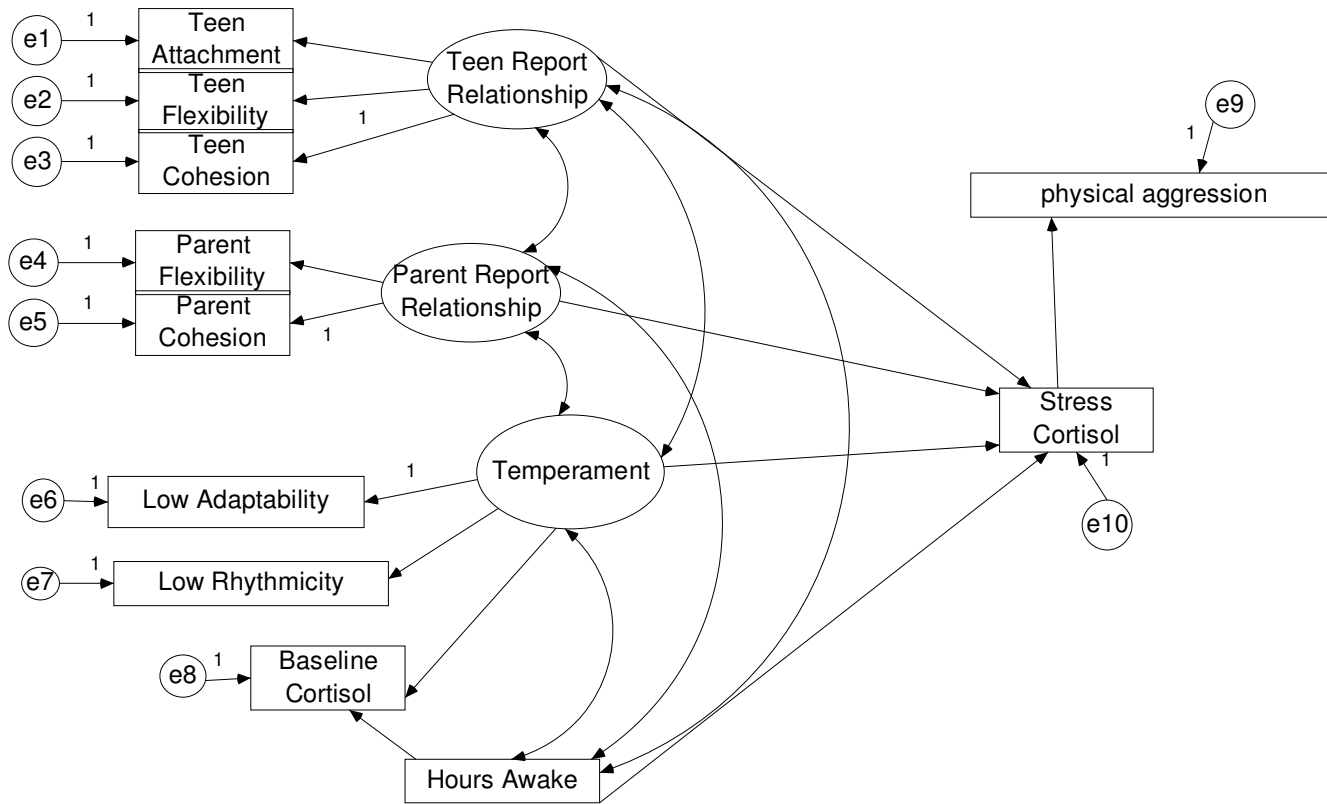 e1
1
Teen
Attachment
e2
1
Teen
Flexibility
e3
1
Teen
Cohesion
1
Teen Report
Relationship
e9
1
physical aggression
e4
1
Parent
Flexibility
e5
1
Parent
Cohesion
1
Parent Report
Relationship
Stress
Cortisol
1
e10
Temperament
1
e6
1
Low Adaptability
e7
1
Low Rhythmicity
e8
1
Baseline
Cortisol
Hours Awake